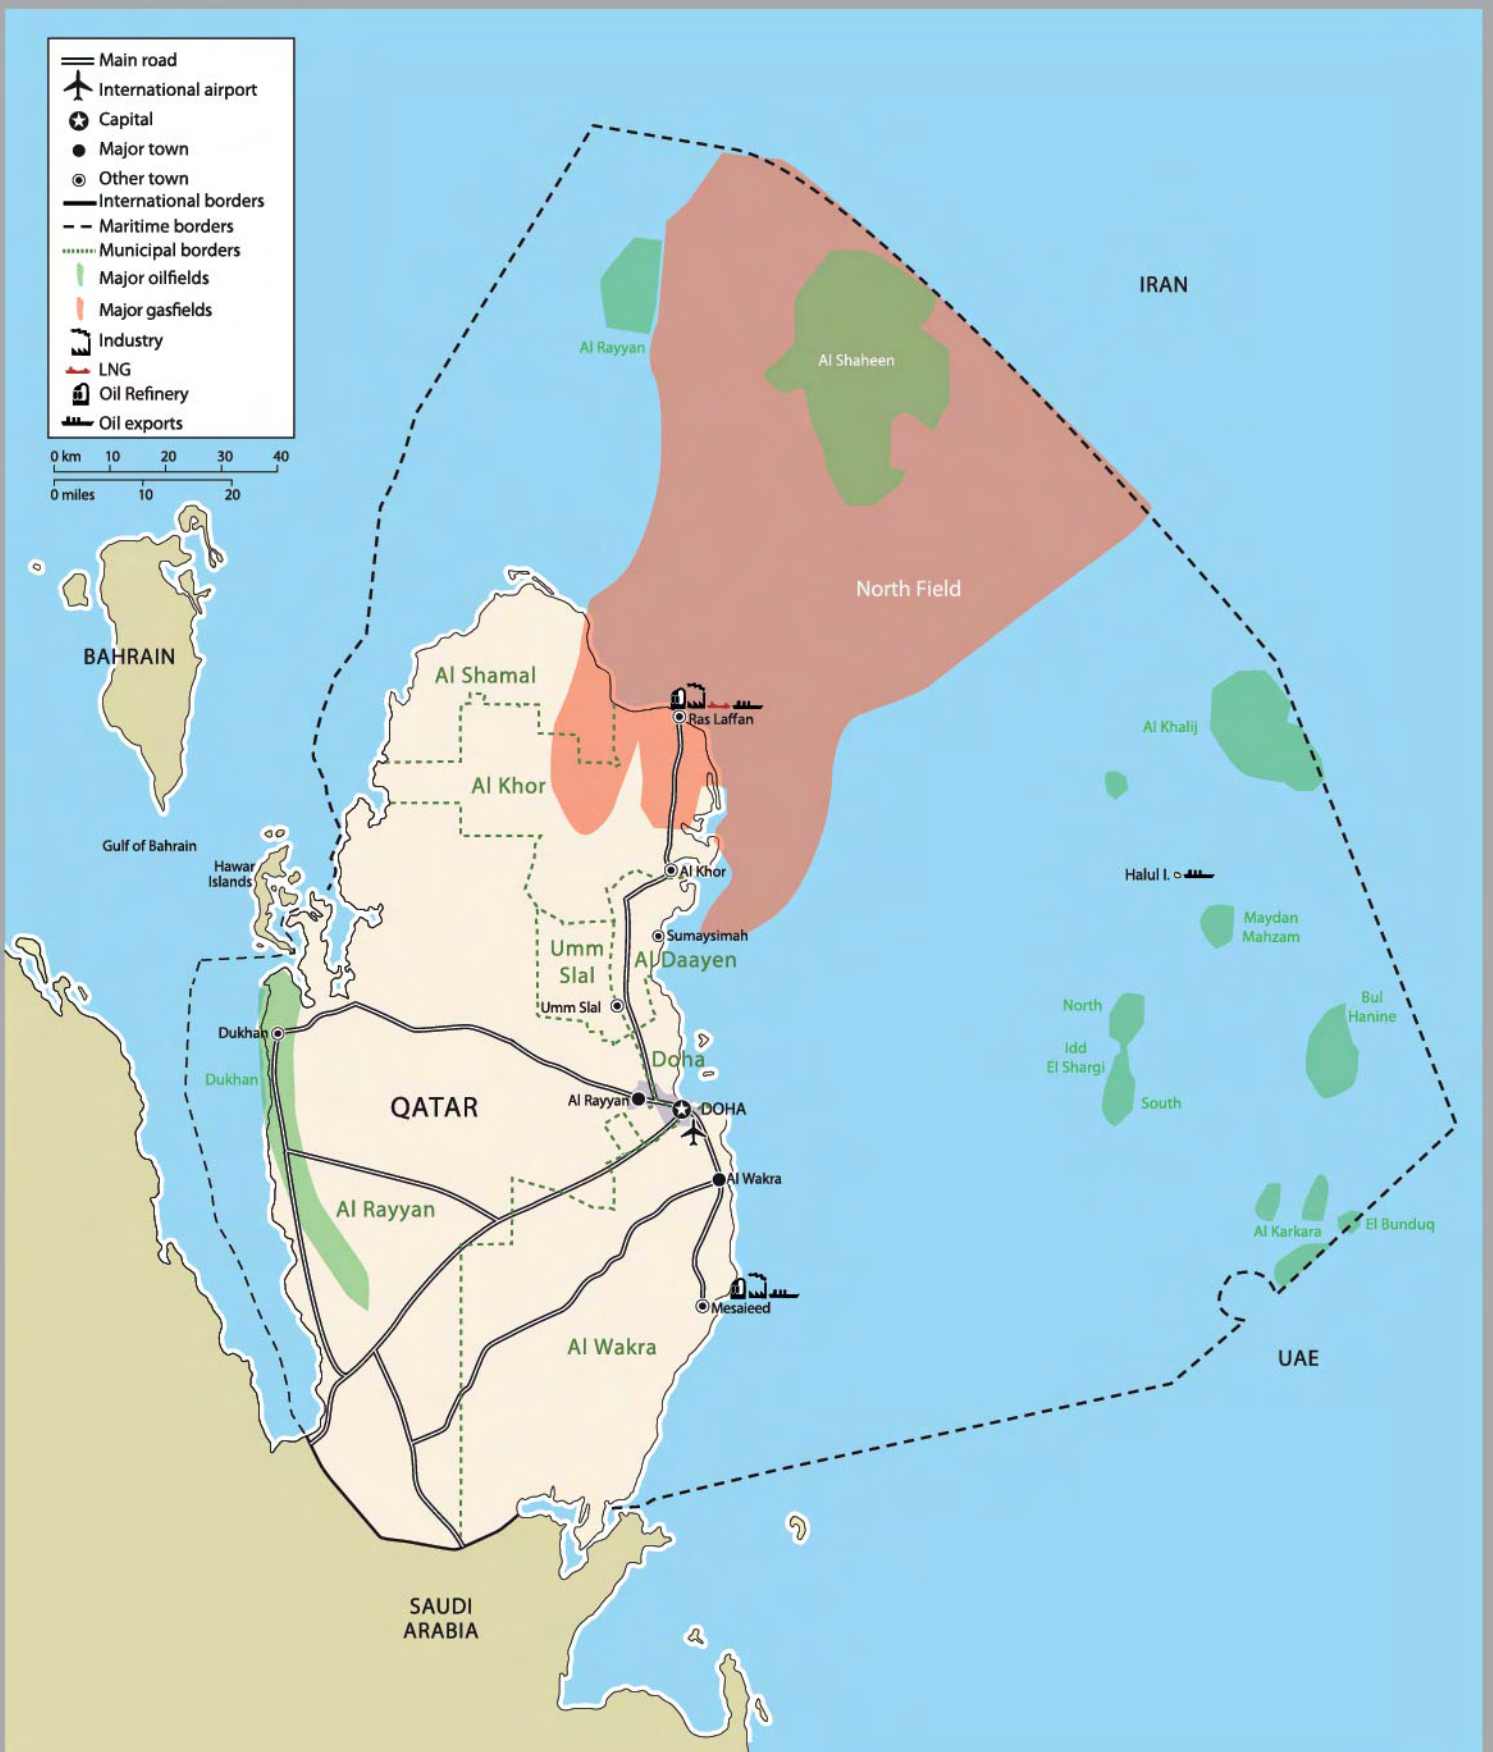 Main road
International airport
Capital
Major town
Other town
International borders
Maritime borders
Municipal borders
Major oilfields
Major gasfields
Industry
LNG
Oil Refinery
Oil exports
0 km 10 20 30 40
0 miles 10 20
IRAN
Al Rayyan
Al Shaheen
North Field
BAHRAIN
Al Shamal
Ras Laffan
Al Khalij
Al Khor
Gulf of Bahrain
Hawar
Islands
Al Khor
Halul I.
Maydan
Mahzam
Sumaysimah
Umm
Slal
Al Daayen
Umm Slal
North
Bul
Hanine
Dukhan
Idd
El Shargi
Doha
Dukhan
South
QATAR
Al Rayyan
DOHA
Al Wakra
Al Rayyan
Al Karkara
El Bunduq
Mesaieed
Al Wakra
UAE
SAUDI
ARABIA